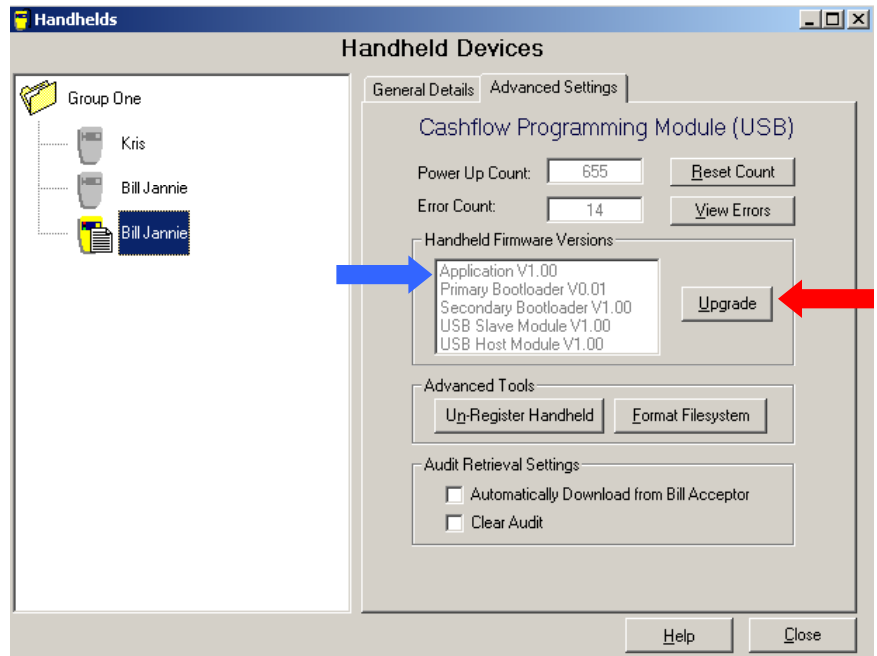 Handhelds
Handheld Devices
Group One
Kris
Bill Jannie
Bill Jannie
General Details
Advanced Settings
Cashflow Programming Module (USB)
Power Up Count: 655 Reset Count
Error Count: 14 View Errors
Handheld Firmware Versions
Application V1.00
Primary Bootloader V0.01
Secondary Bootloader V1.00
USB Slave Module V1.00
USB Host Module V1.00
Upgrade
Advanced Tools
Un-Register Handheld Format Filesystem
Audit Retrieval Settings
Automatically Download from Bill Acceptor
Clear Audit
Help Close